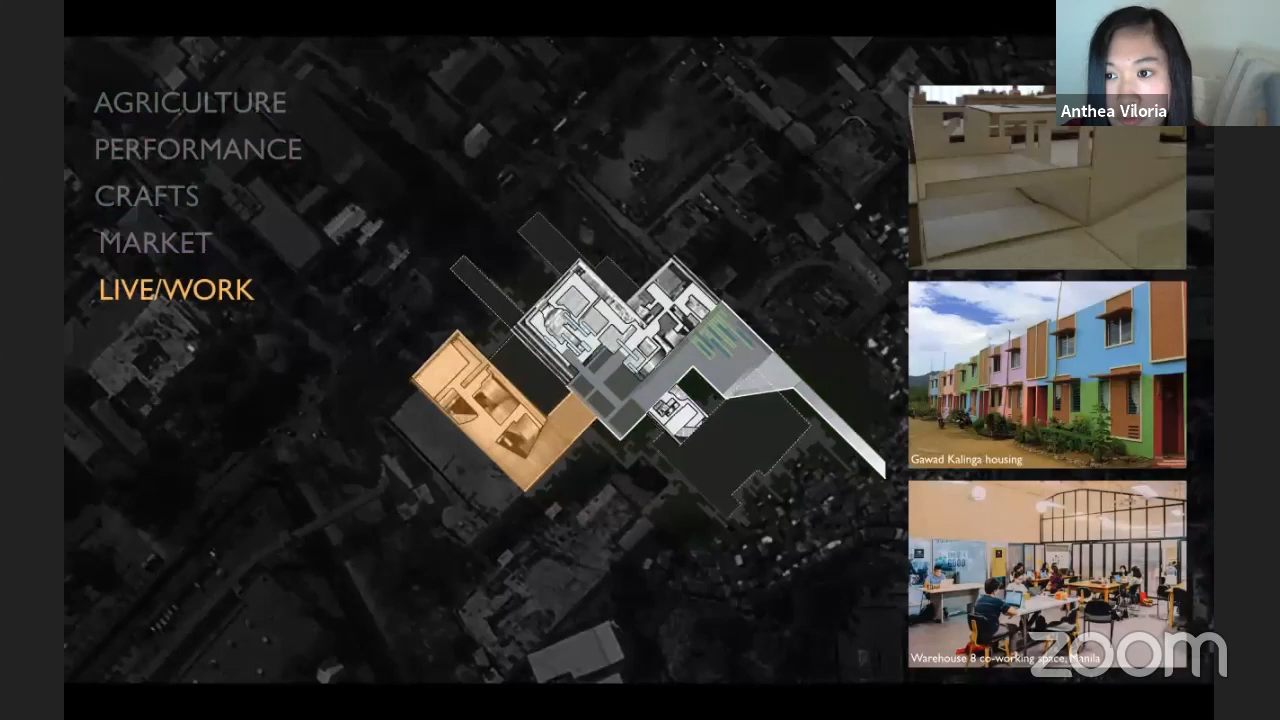 AGRICULTURE
PERFORMANCE
CRAFTS
MARKET
LIVE/WORK
Anthea Viloria
Gawad Kalinga housing
Warehouse 8 co-working space, Manila
zoom